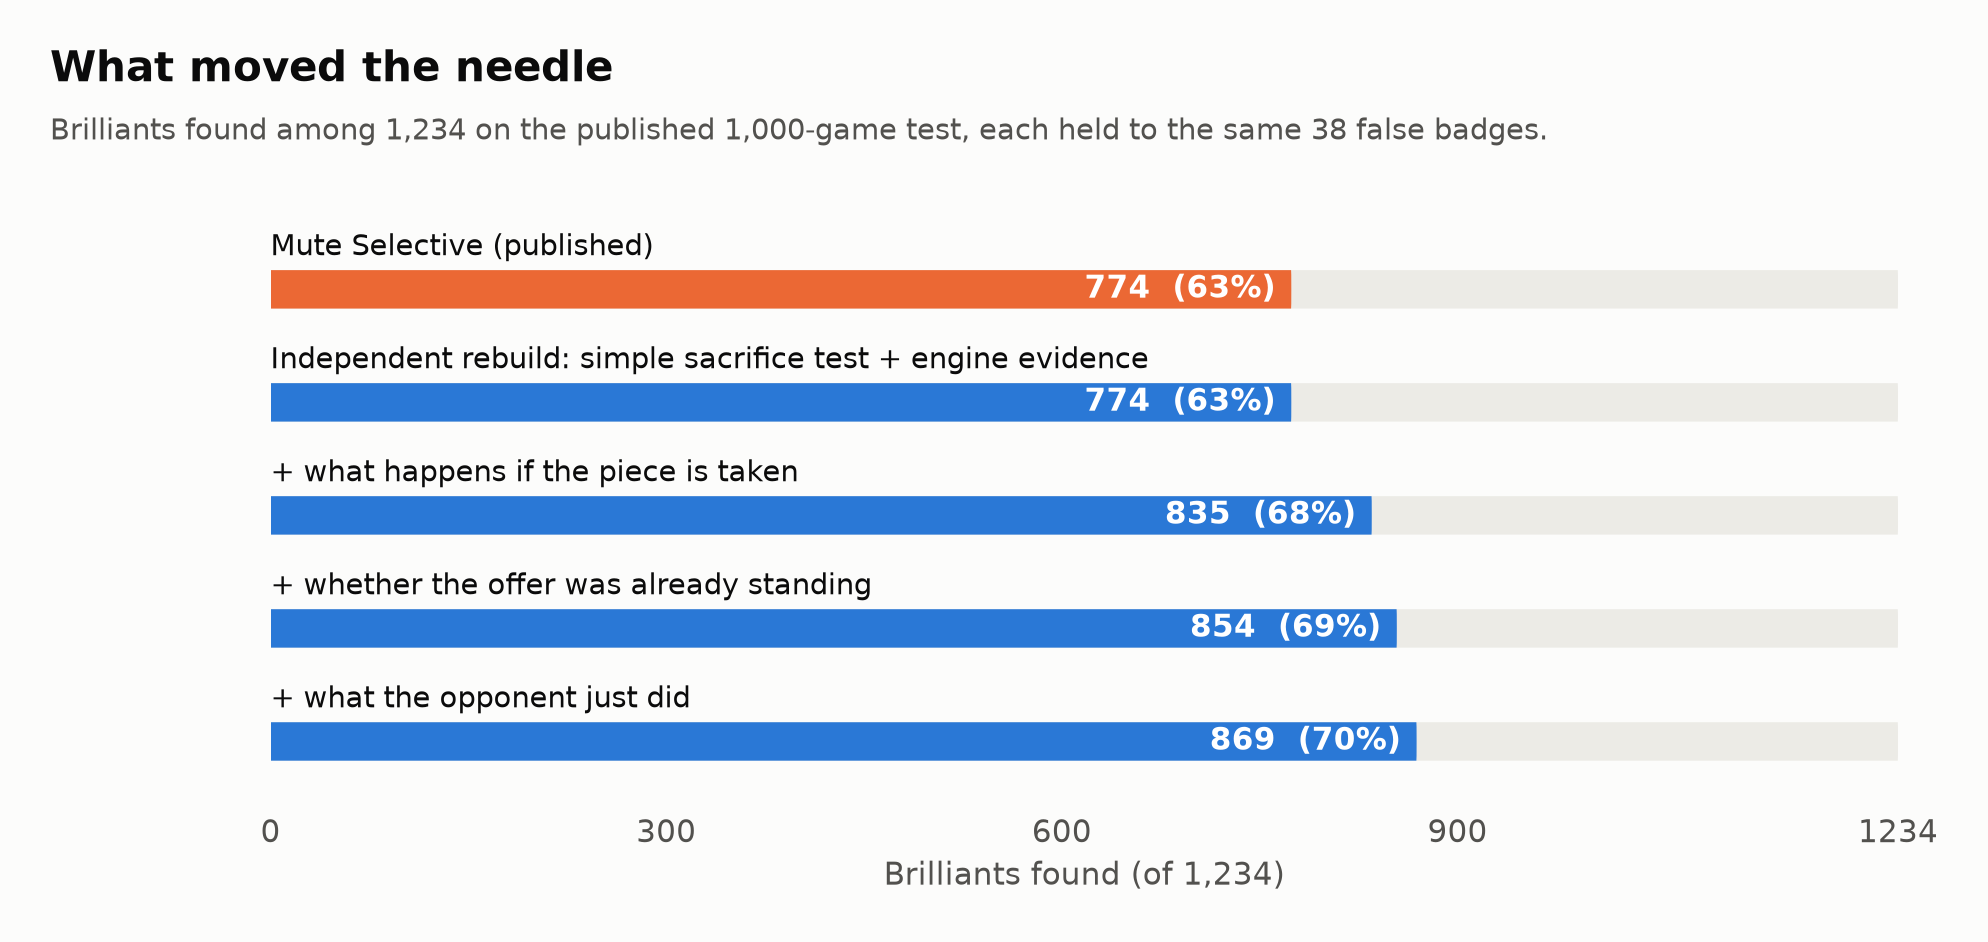 What moved the needle
Brilliants found among 1,234 on the published 1,000-game test, each held to the same 38 false badges.
Mute Selective (published)
774 (63%)
Independent rebuild: simple sacrifice test + engine evidence
774 (63%)
+ what happens if the piece is taken
835 (68%)
+ whether the offer was already standing
854 (69%)
+ what the opponent just did
869 (70%)
0 300 600 900 1234
Brilliants found (of 1,234)